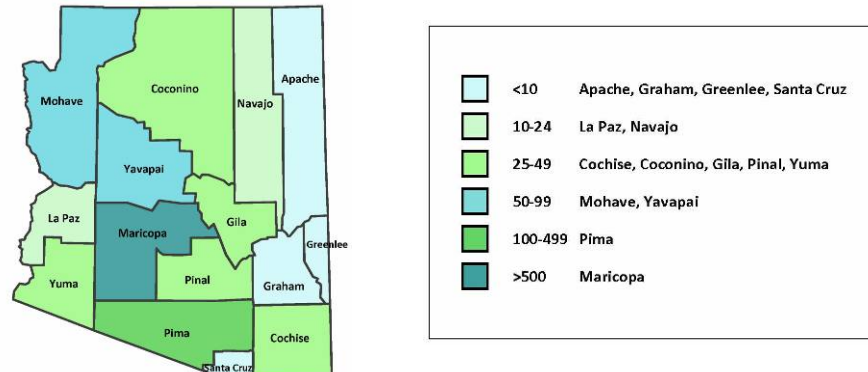 Apache
Coconino
Mohave
Navajo
Yavapai
La Paz
Gila
Maricopa
Greenlee
Yuma
Pinal
Graham
Pima
Cochise
Santa Cruz
<10 Apache, Graham, Greenlee, Santa Cruz
10-24 La Paz, Navajo
25-49 Cochise, Coconino, Gila, Pinal, Yuma
50-99 Mohave, Yavapai
100-499 Pima
>500 Maricopa